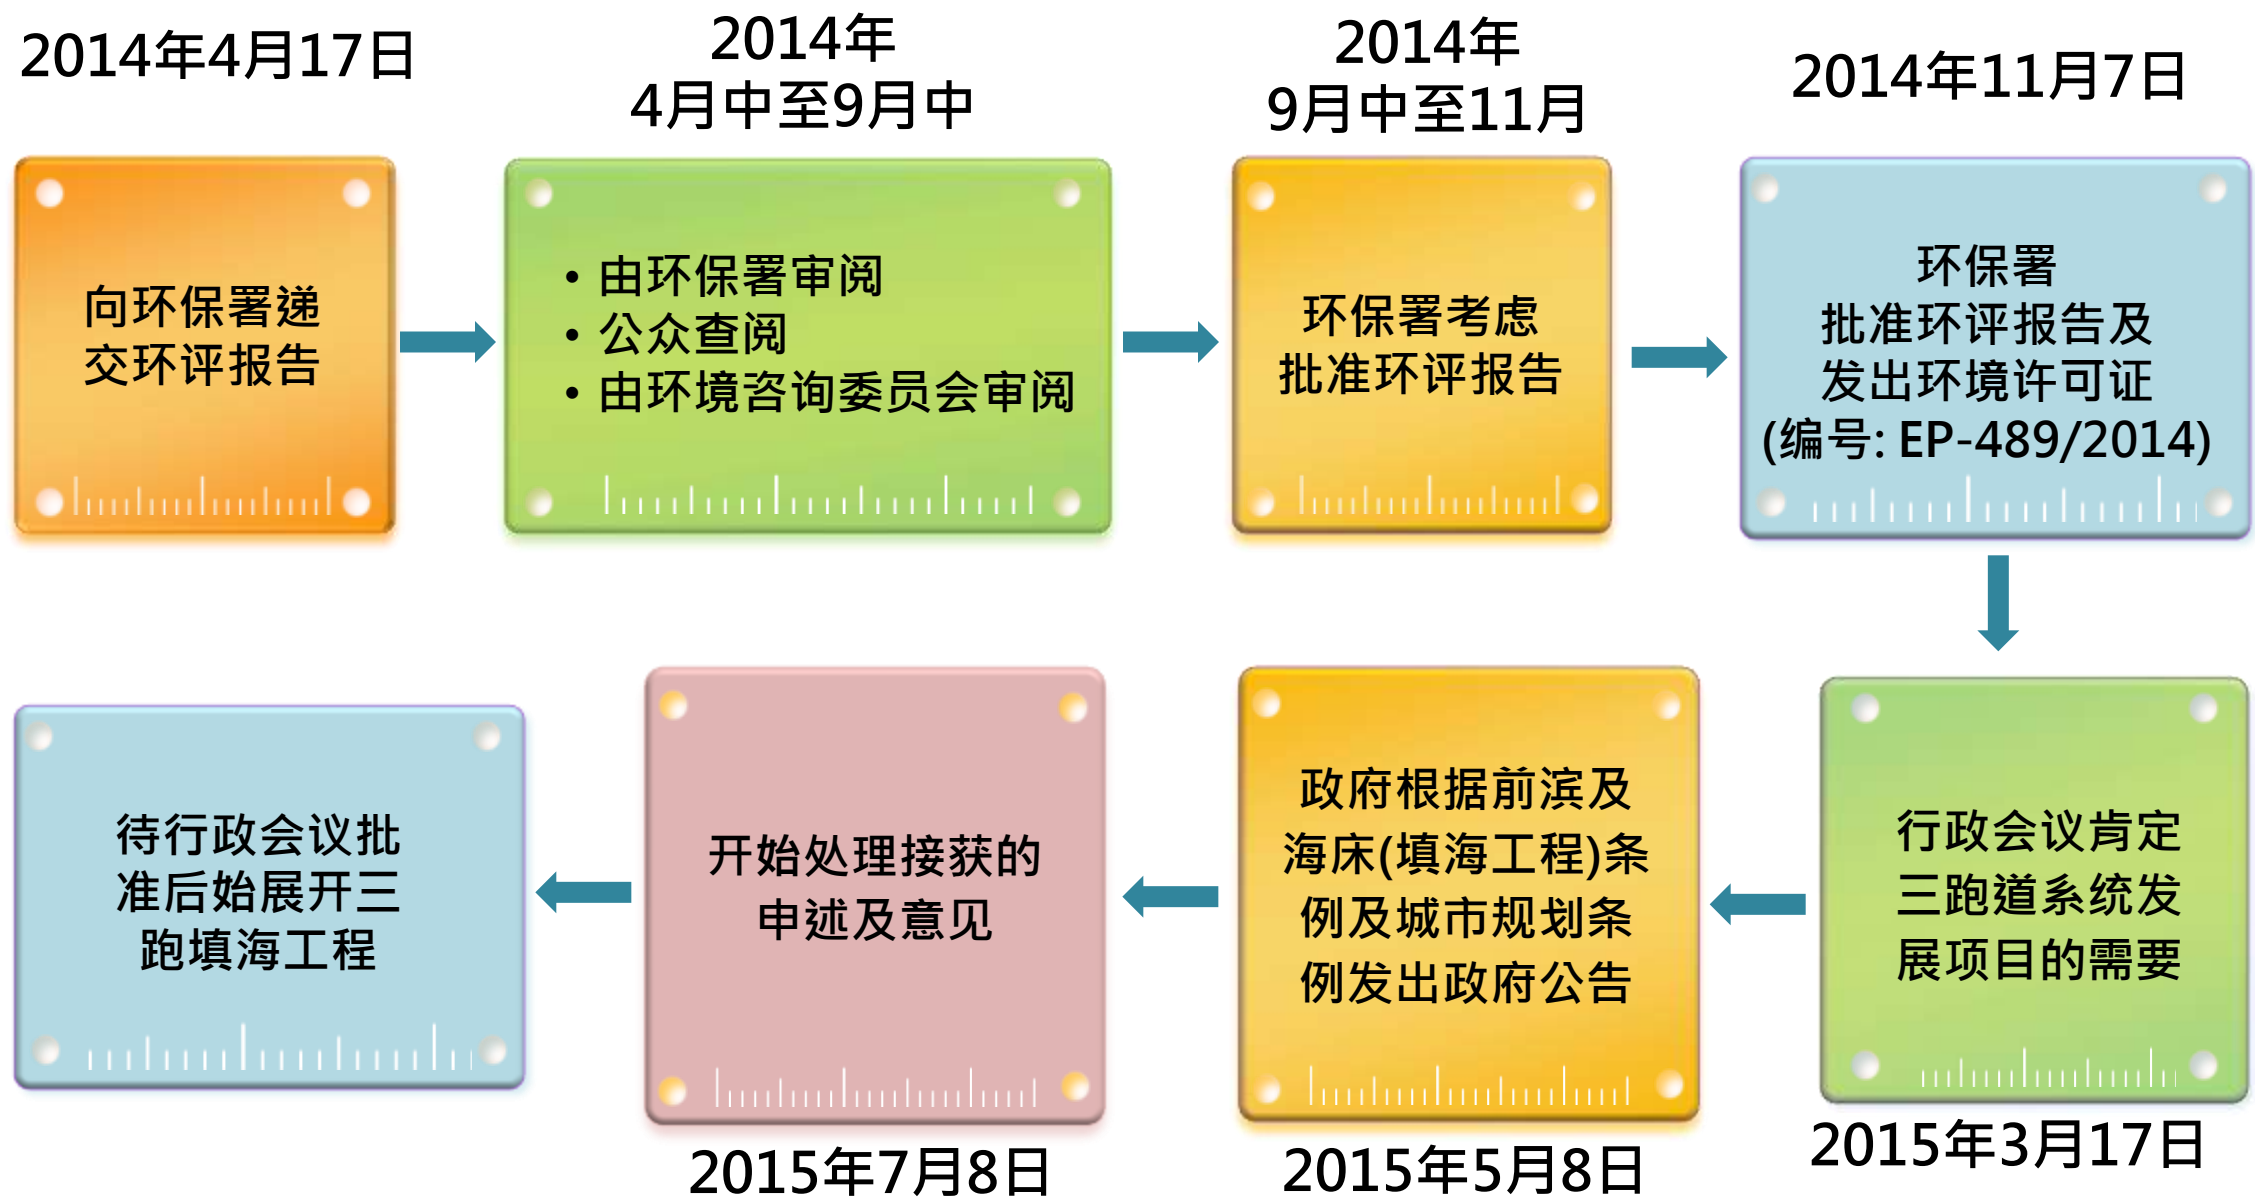 2014年4月17日
向环保署递
交环评报告
2014年
4月中至9月中
• 由环保署审阅
• 公众查阅
• 由环境咨询委员会审阅
2014年
9月中至11月
环保署考虑
批准环评报告
2014年11月7日
环保署
批准环评报告及
发出环境许可证
(编号: EP-489/2014)
行政会议肯定
三跑道系统发
展项目的需要
2015年3月17日
政府根据前滨及
海床(填海工程)条
例及城市规划条
例发出政府公告
2015年5月8日
开始处理接获的
申述及意见
2015年7月8日
待行政会议批
准后始展开三
跑填海工程